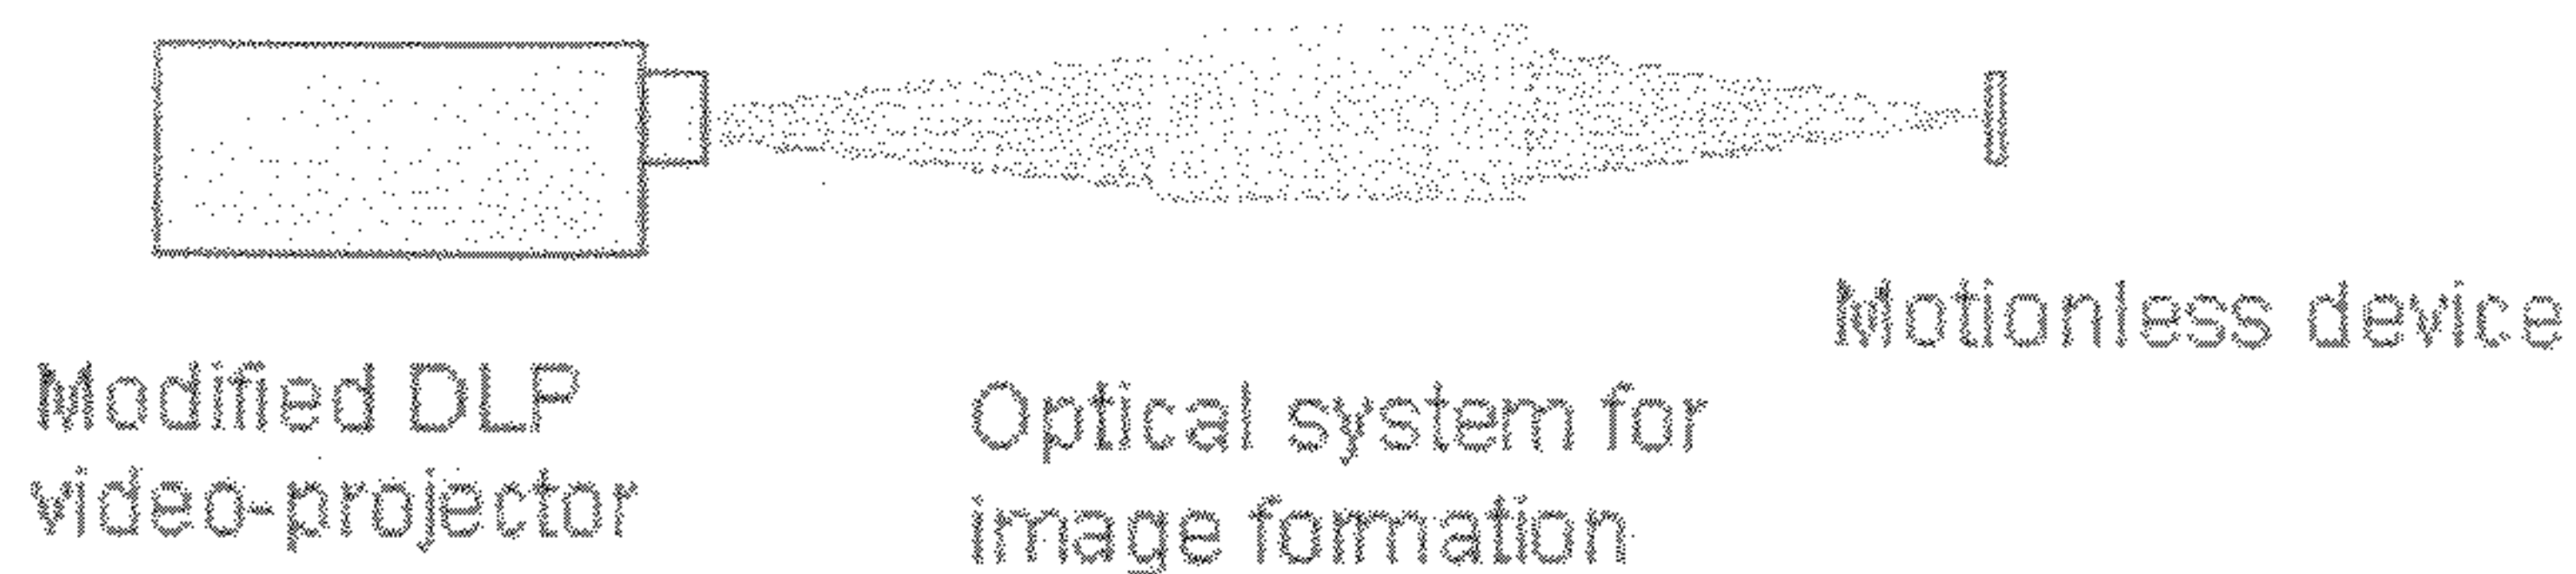 Modified DLP
video-projector
Optical system for
image formation
Motionless device